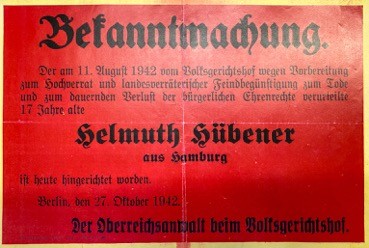 Bekanntmachung.
Der am 11. August 1942 vom Volksgerichtshof wegen Vorbereitung
zum Hochverrat und landesverräterischer Feindbegünstigung zum Tode
und zum dauernden Verlust der bürgerlichen Ehrenrechte verurteilte
17 Jahre alte
Helmuth Hübener
aus Hamburg
ist heute hingerichtet worden.
Berlin, den 27. Oktober 1942.
Der Oberreichsanwalt beim Volksgerichtshof.